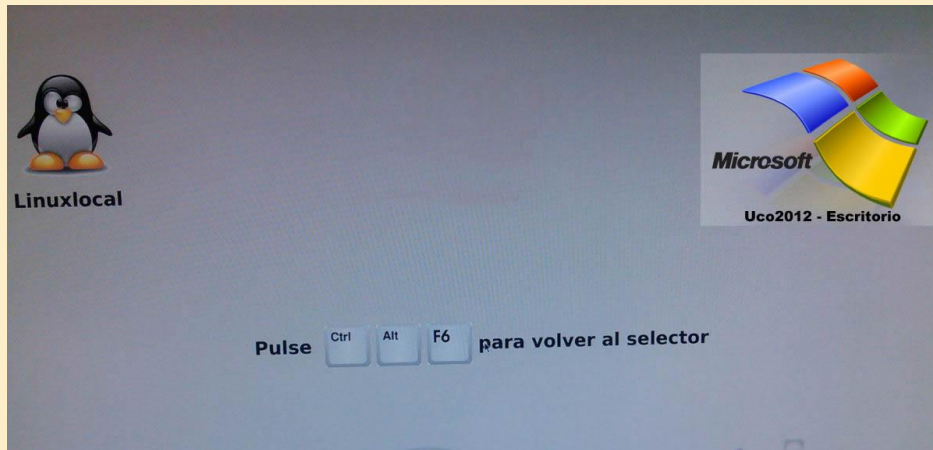 Microsoft
Linuxlocal
Uco2012 - Escritorio
Pulse Ctrl Alt F6 para volver al selector